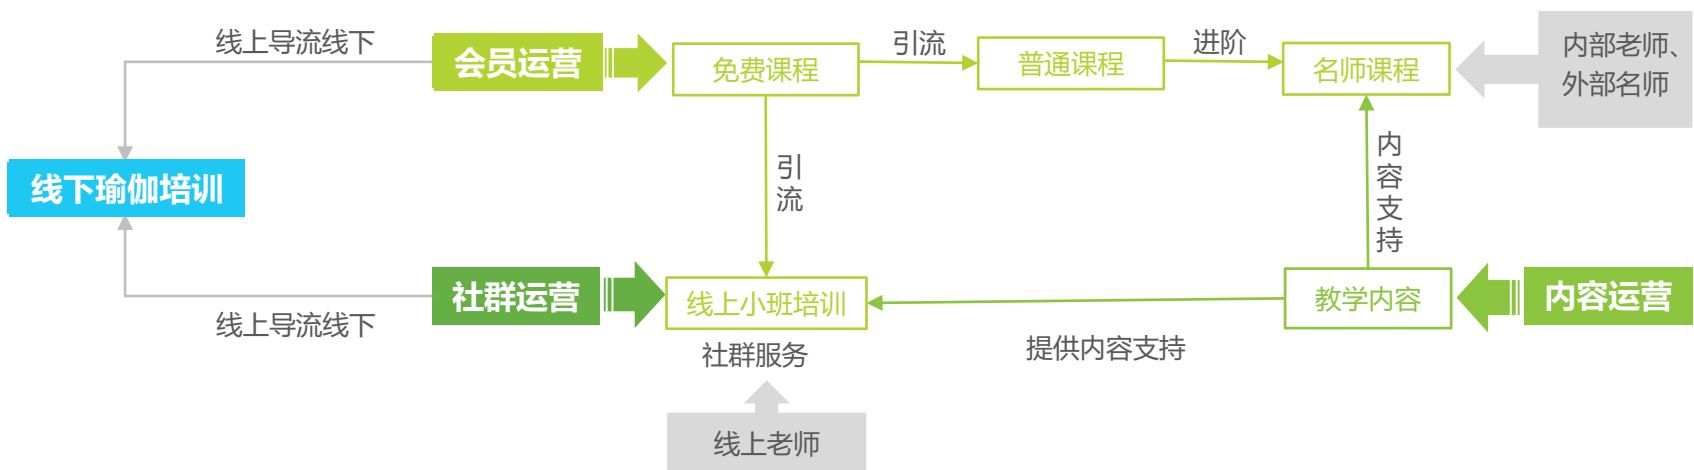 线上导流线下
会员运营
免费课程
引流
普通课程
进阶
名师课程
内部老师、
外部名师
引流
内容支持
线下瑜伽培训
社群运营
线上小班培训
教学内容
内容运营
线上导流线下
社群服务
提供内容支持
线上老师